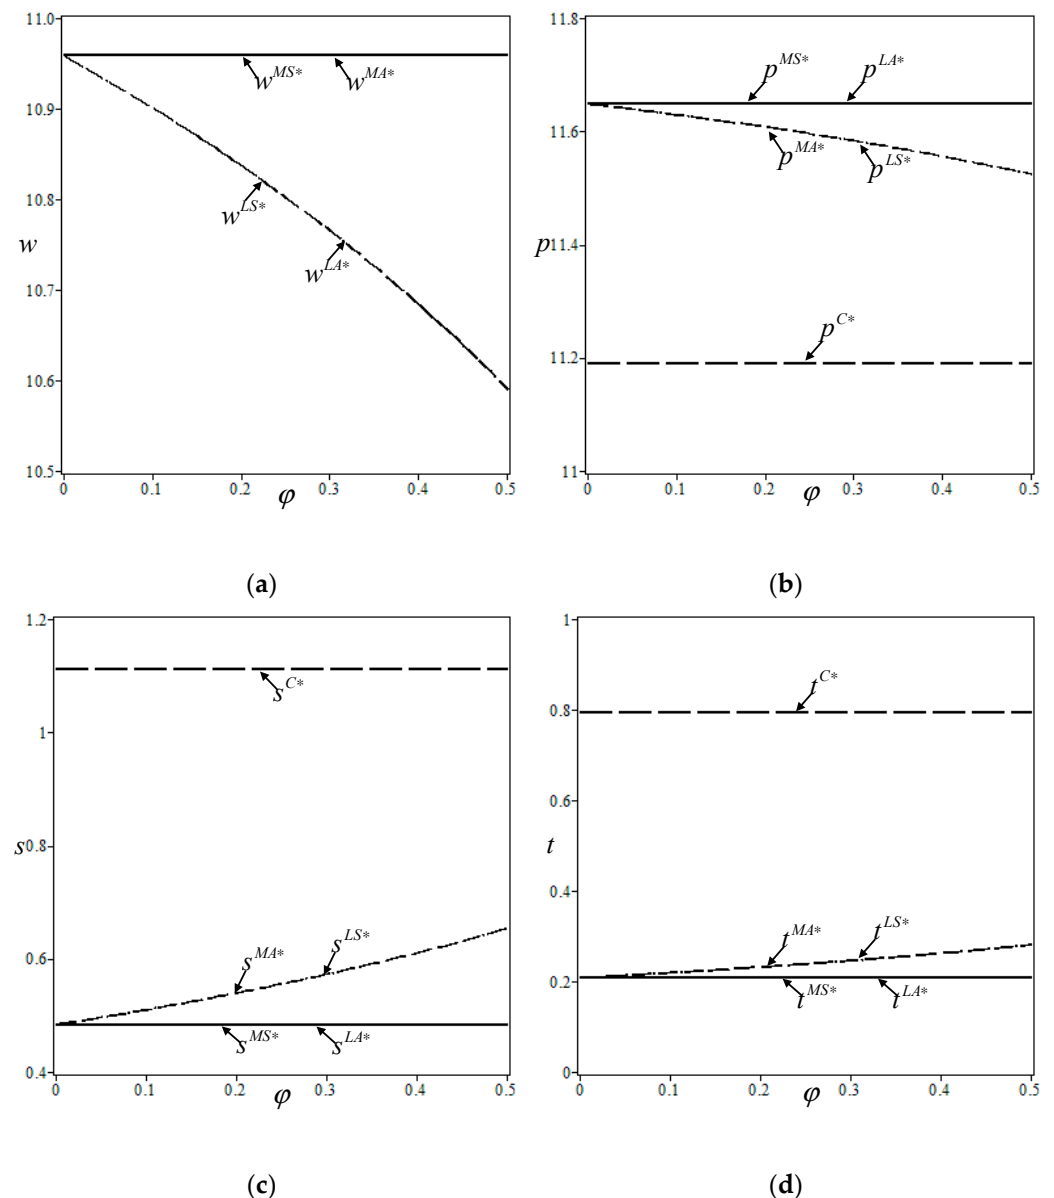 11.0
w^{MS*} w^{MA*}
10.9
10.8
w^{LS*}
w
w^{LA*}
10.7
10.6
10.5
0 0.1 0.2 0.3 0.4 0.5
φ
(a)
11.8
p^{MS*} p^{LA*}
11.6
p^{MA*} p^{LS*}
p
11.4
p^{C*}
11.2
11
0 0.1 0.2 0.3 0.4 0.5
φ
(b)
1.2
s^{C*}
1
s
0.8
s^{MA*} s^{LS*}
0.6
s^{MS*} s^{LA*}
0.4
0 0.1 0.2 0.3 0.4 0.5
φ
(c)
1
t^{C*}
0.8
0.6
t
0.4
t^{MA*} t^{LS*}
0.2
t^{MS*} t^{LA*}
0
0 0.1 0.2 0.3 0.4 0.5
φ
(d)